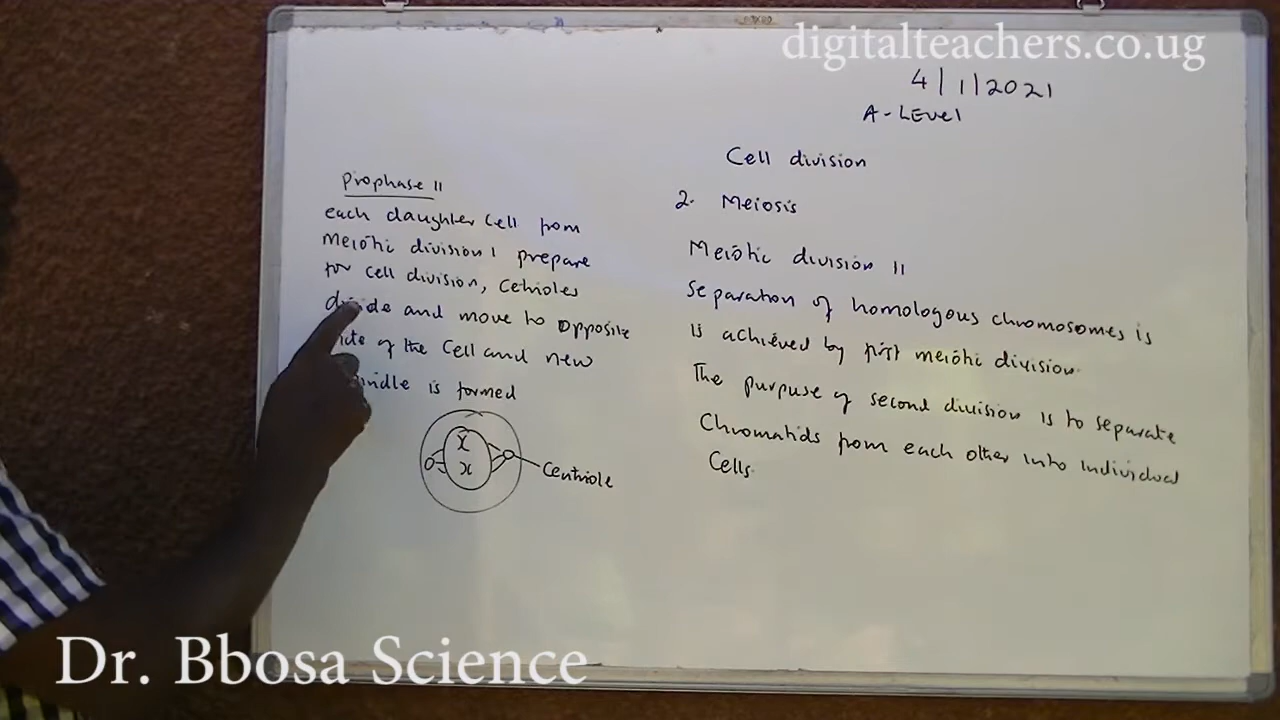 digitalteachers.co.ug
4/1/2021
A-LEVel
Cell division
Prophase II
each daughter cell from
Meiotic division I prepare
for cell division, Cetrioles
divide and move to opposite
of the Cell and new
is formed
Centriole
2. Meiosis
Meiotic division II
Separation of homologous chromosomes is
is achieved by first meiotic division.
The purpuse of second division is to separate
Chromatids from each other into individual
Cells.
Dr. Bbosa Science